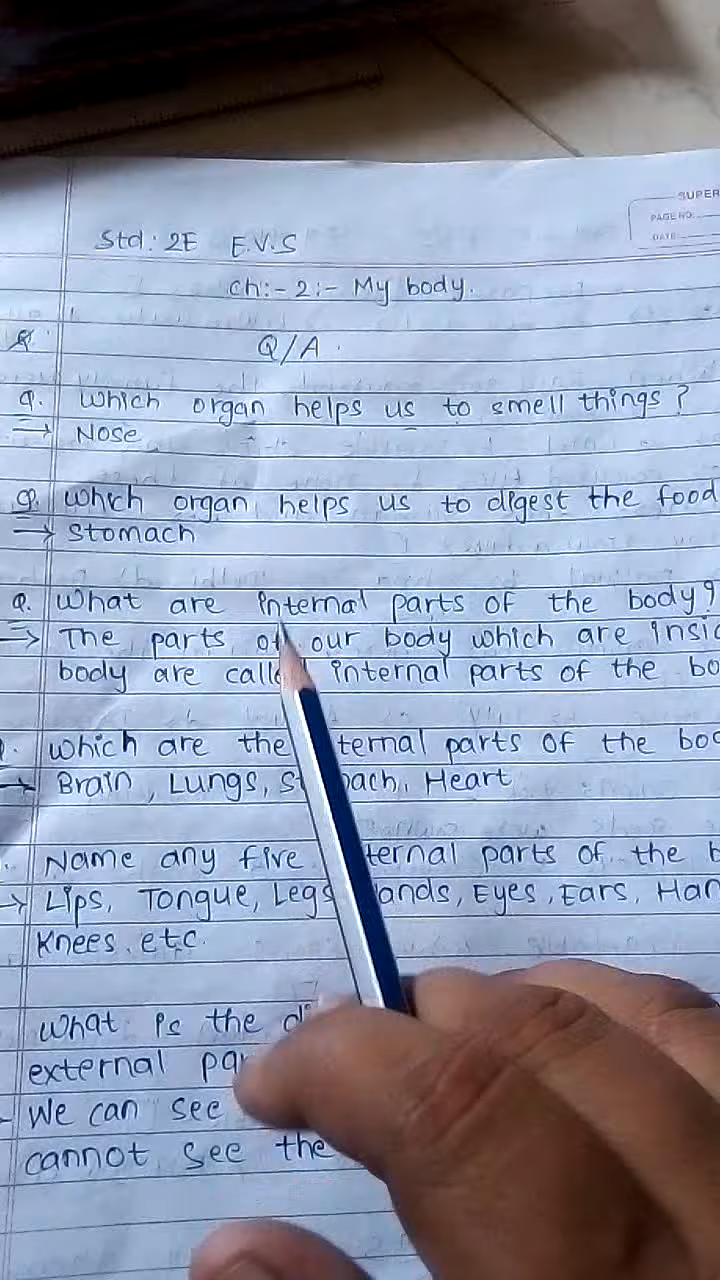 SUPER
PAGE NO.:
DATE:
Std: 2E E.V.S
Ch:- 2:- My body.
Q/A.
Q. Which organ helps us to smell things?
→ Nose
Q. Which organ helps us to digest the food
→ Stomach
Q. What are internal parts of the body?
→ The parts of our body which are
body are internal parts of the
Which are the parts of the
→ Brain, Lungs, Heart
Name any five parts of the
→ Lips, Tongue, Legs, Eyes, Ears,
Knees. etc.
What is the
external
We can see
cannot see the